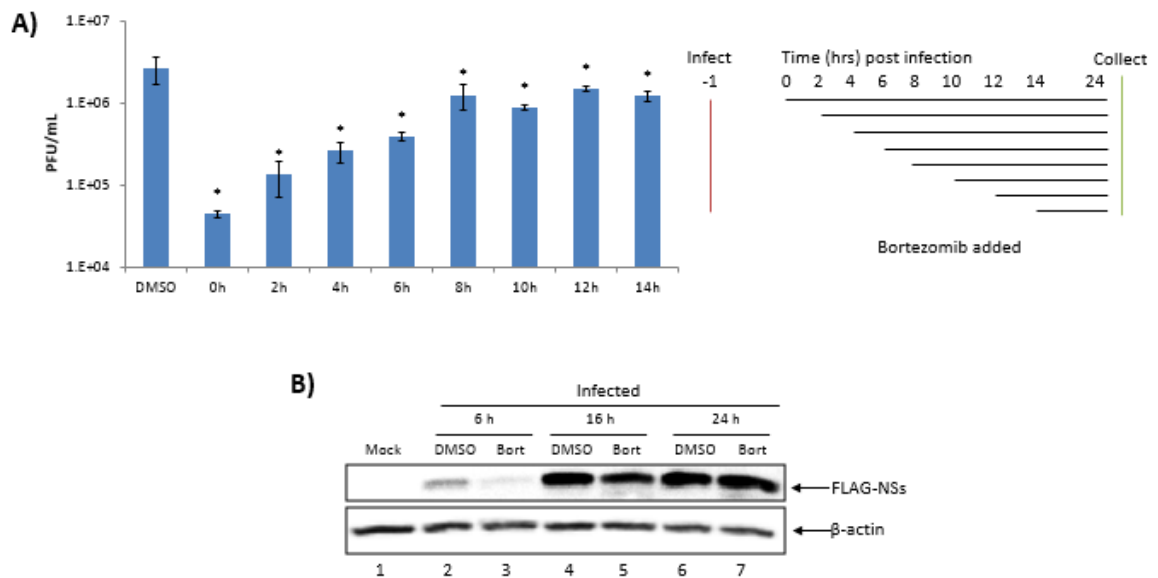 A)
PFU/mL
1.E+07
1.E+06
1.E+05
1.E+04
* * * * * * * *
DMSO 0h 2h 4h 6h 8h 10h 12h 14h
Infect
-1
Time (hrs) post infection
0 2 4 6 8 10 12 14 24
Collect
Bortezomib added
B)
Infected
6 h 16 h 24 h
Mock DMSO Bort DMSO Bort DMSO Bort
FLAG-NSs
β-actin
1 2 3 4 5 6 7